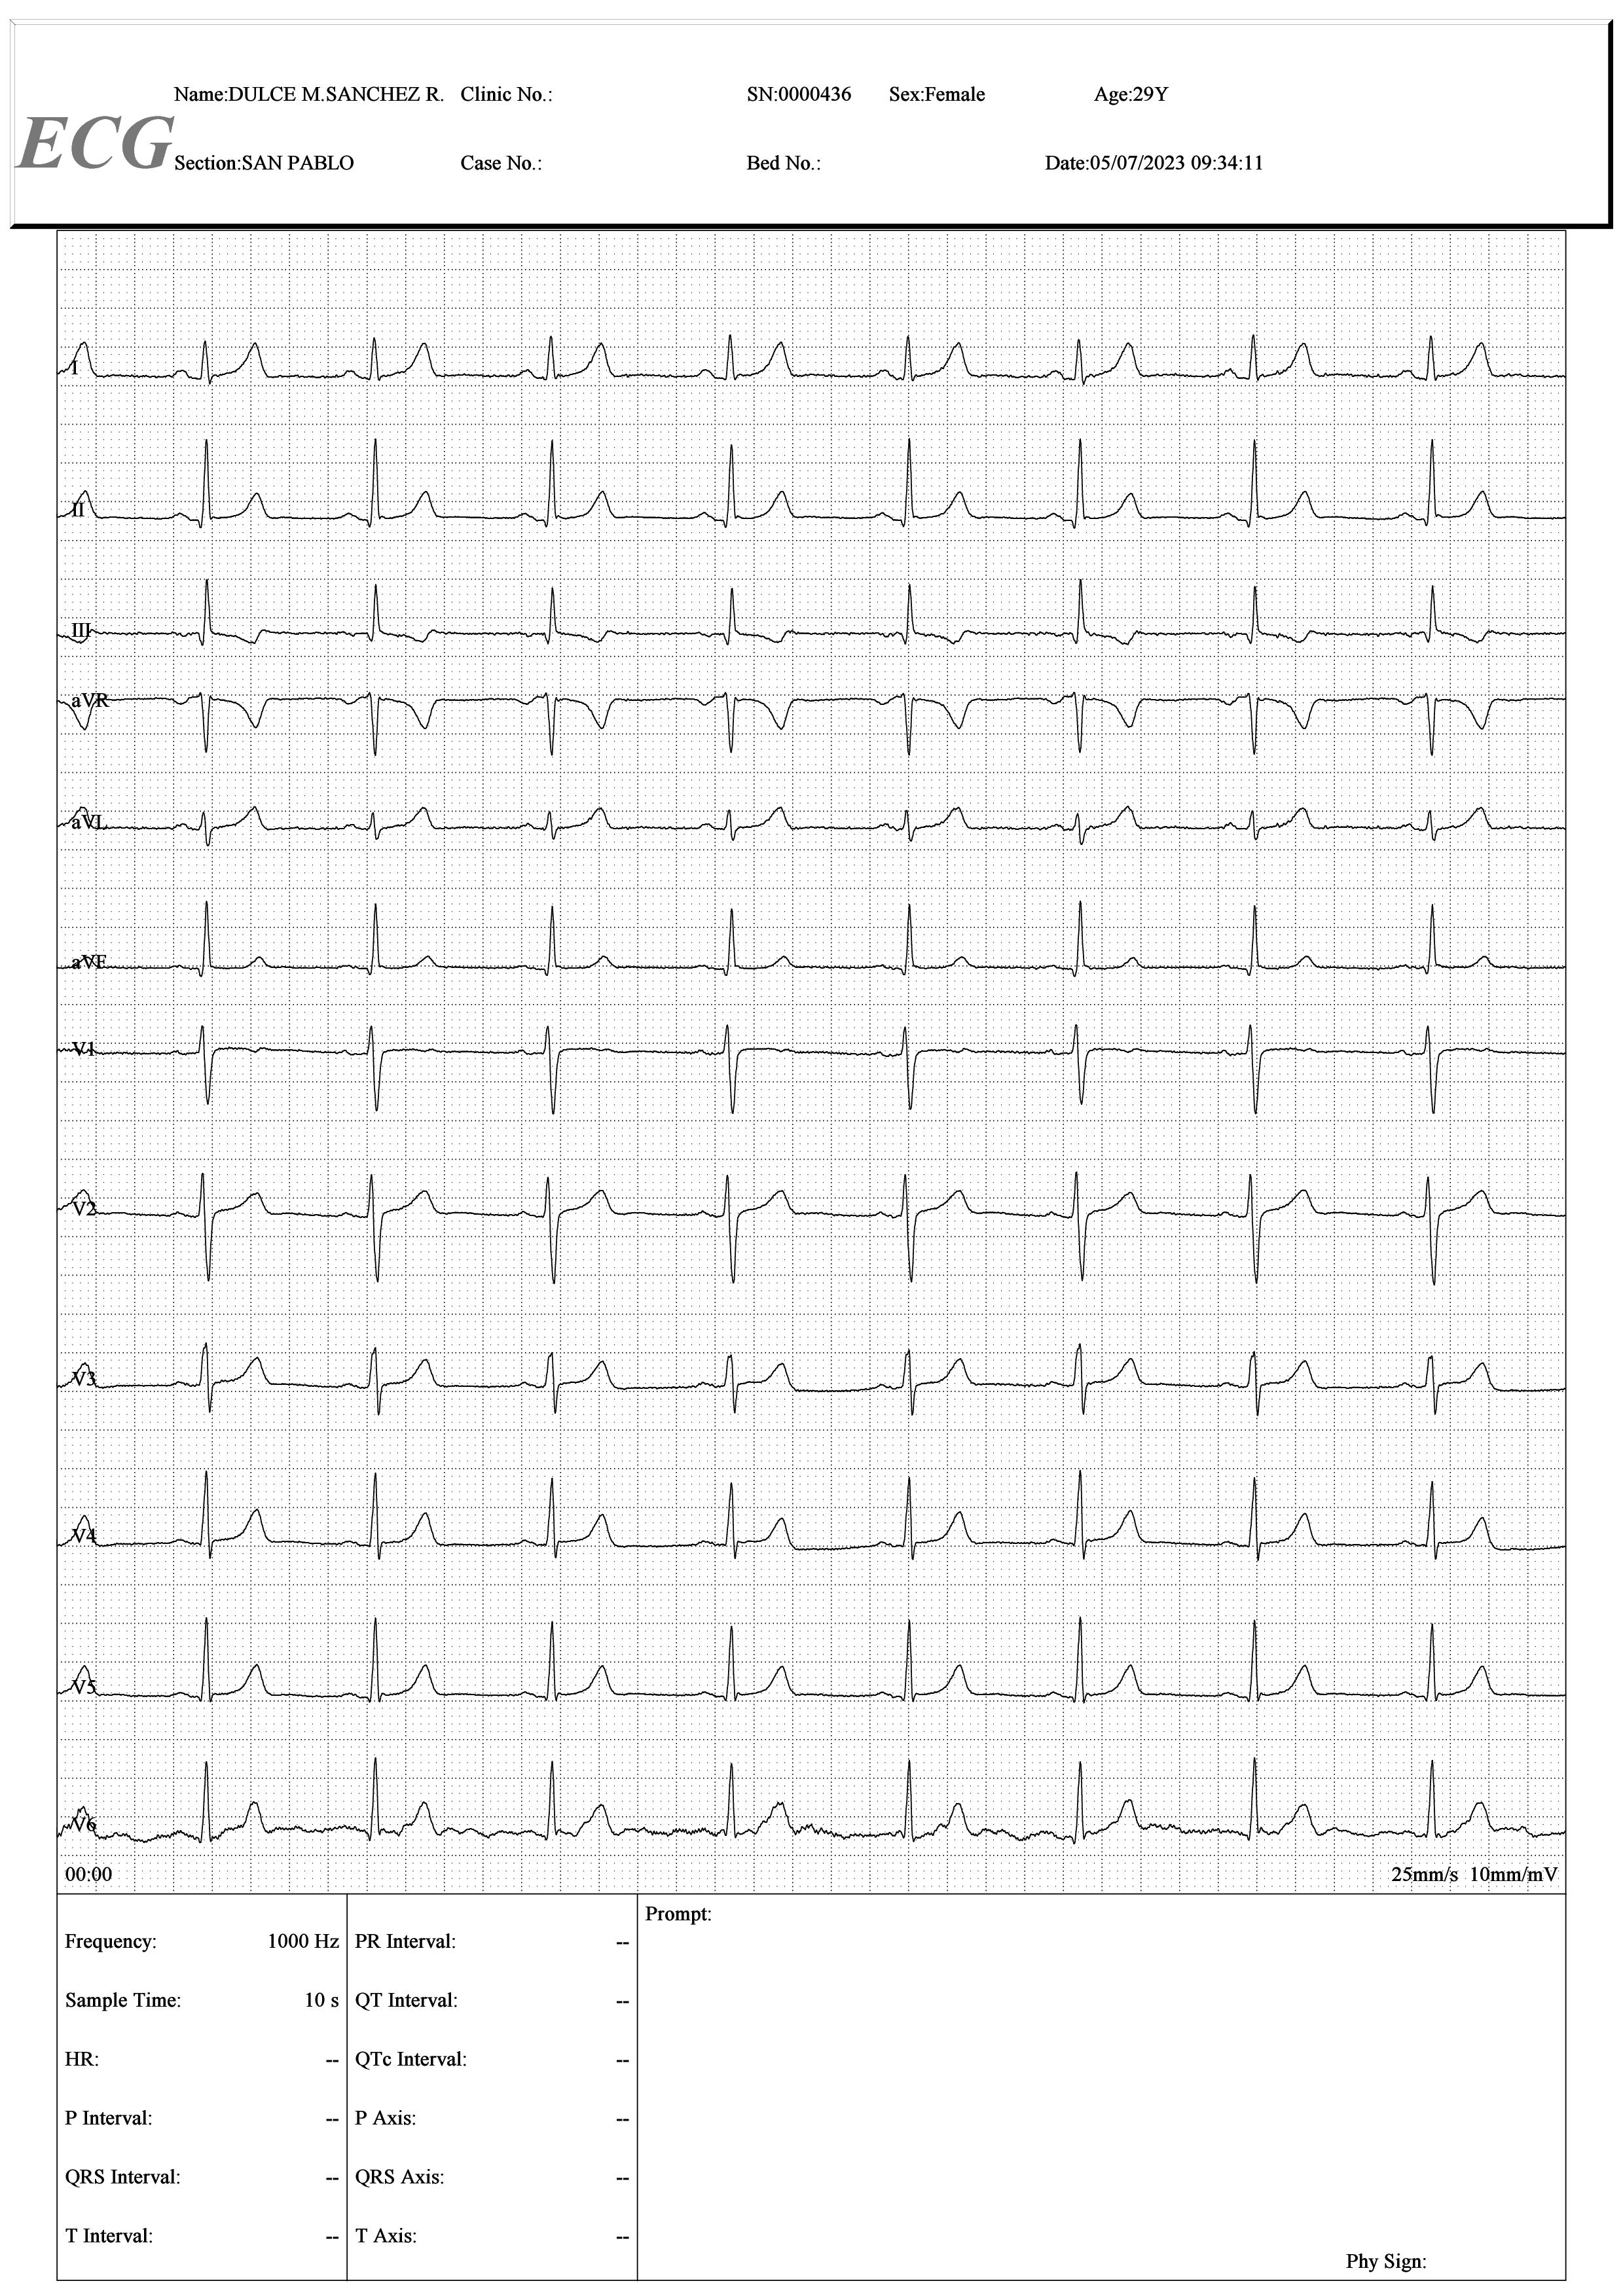 ECG
Name:DULCE M.SANCHEZ R. Clinic No.: SN:0000436 Sex:Female Age:29Y
Section:SAN PABLO Case No.: Bed No.: Date:05/07/2023 09:34:11
I
II
III
aVR
aVL
aVF
V1
V2
V3
V4
V5
V6
00:00 25mm/s 10mm/mV
Prompt:
Frequency: 1000 Hz PR Interval: --
Sample Time: 10 s QT Interval: --
HR: -- QTc Interval: --
P Interval: -- P Axis: --
QRS Interval: -- QRS Axis: --
T Interval: -- T Axis: --
Phy Sign: